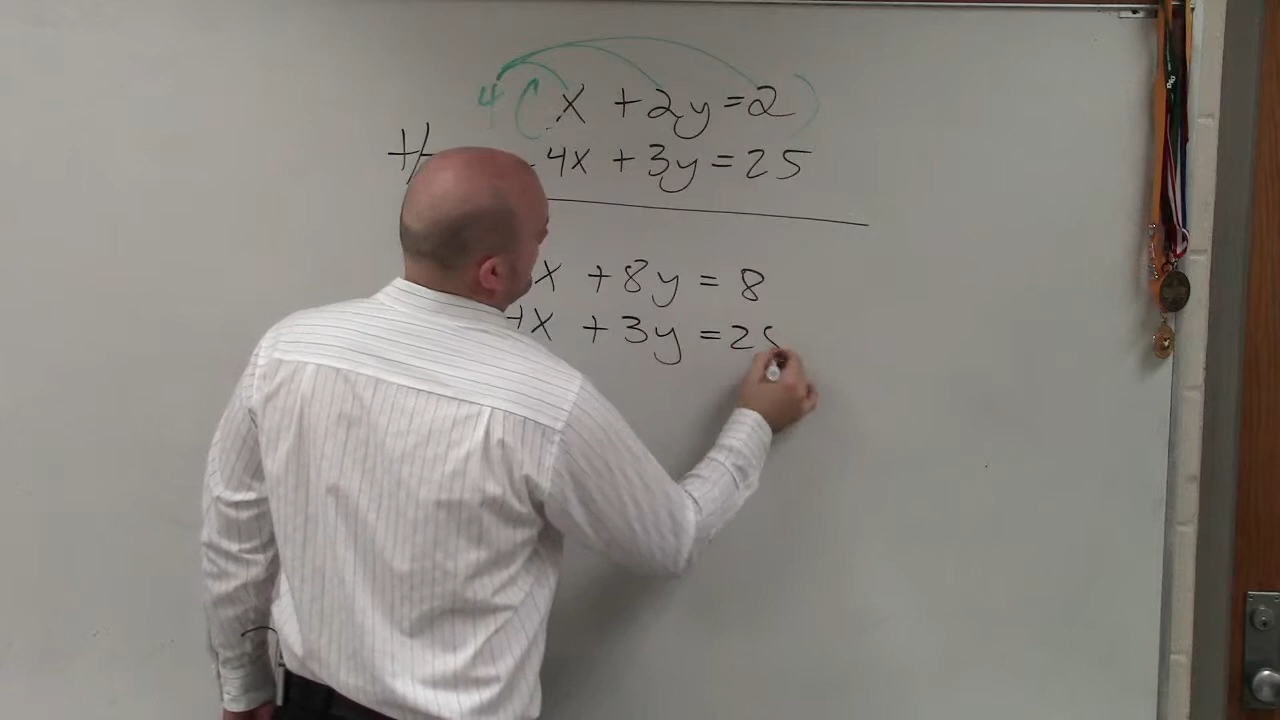 4 ( x + 2y = 2 )
+/- -4x + 3y = 25
x + 8y = 8
4x + 3y = 25